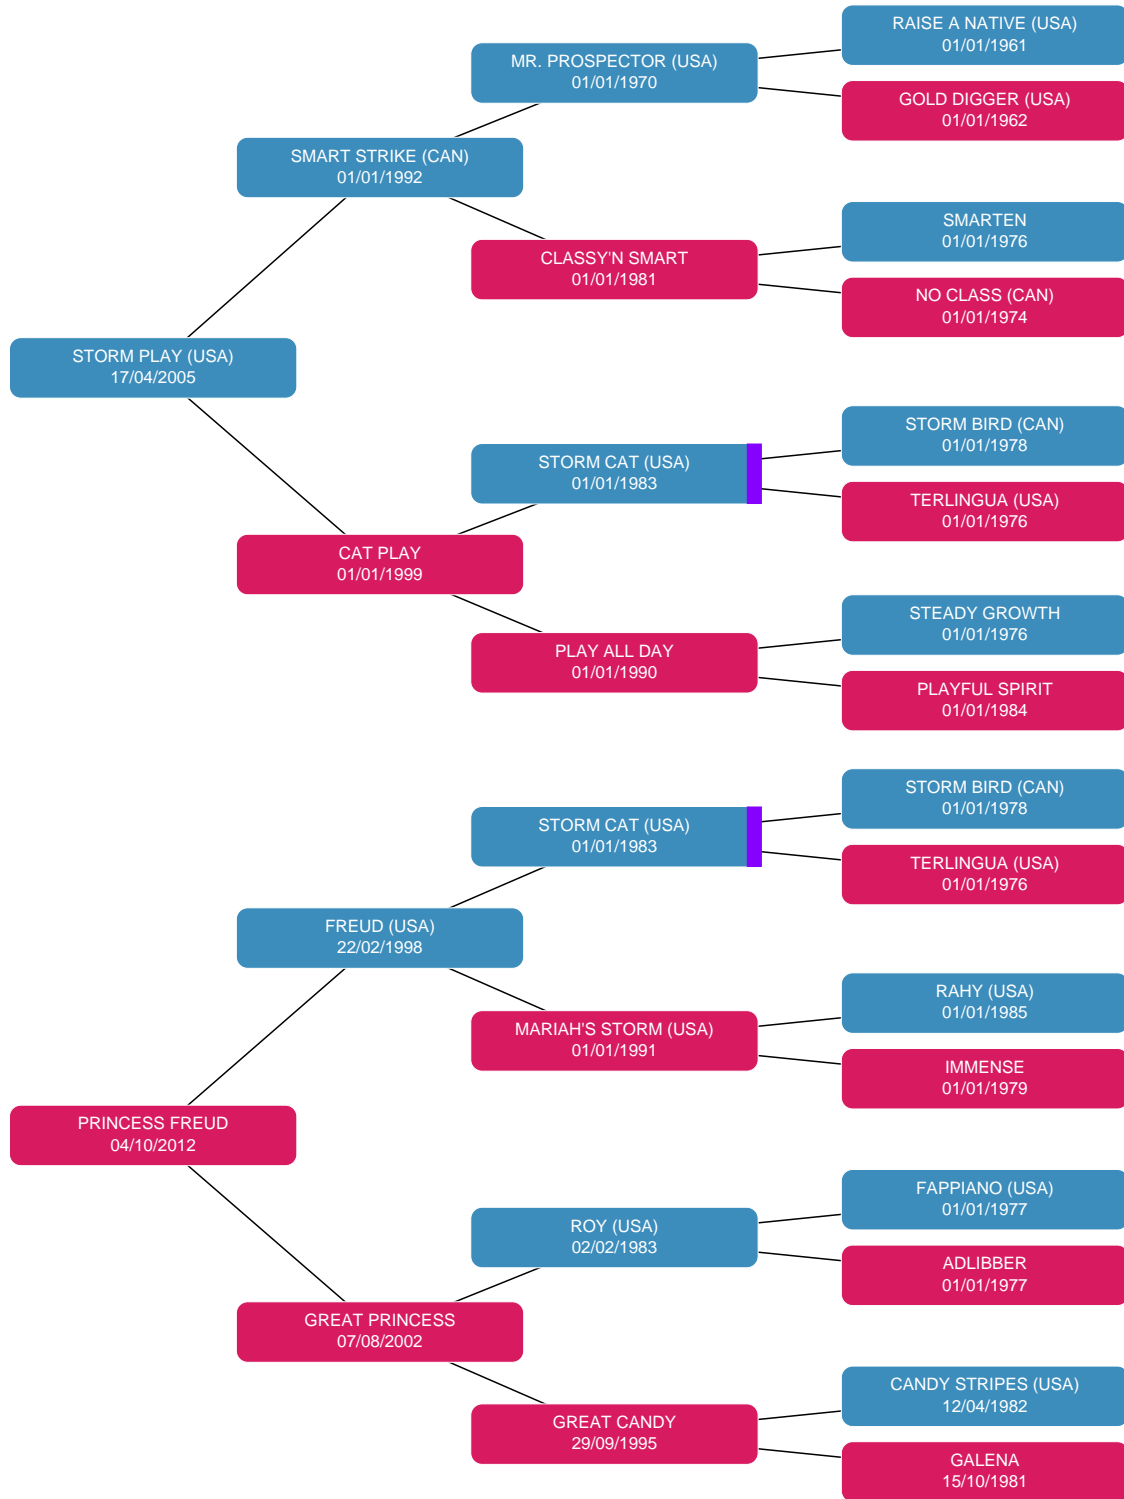 RAISE A NATIVE (USA)
01/01/1961
MR. PROSPECTOR (USA)
01/01/1970
GOLD DIGGER (USA)
01/01/1962
SMART STRIKE (CAN)
01/01/1992
SMARTEN
01/01/1976
CLASSY'N SMART
01/01/1981
NO CLASS (CAN)
01/01/1974
STORM PLAY (USA)
17/04/2005
STORM BIRD (CAN)
01/01/1978
STORM CAT (USA)
01/01/1983
TERLINGUA (USA)
01/01/1976
CAT PLAY
01/01/1999
STEADY GROWTH
01/01/1976
PLAY ALL DAY
01/01/1990
PLAYFUL SPIRIT
01/01/1984
STORM BIRD (CAN)
01/01/1978
STORM CAT (USA)
01/01/1983
TERLINGUA (USA)
01/01/1976
FREUD (USA)
22/02/1998
RAHY (USA)
01/01/1985
MARIAH'S STORM (USA)
01/01/1991
IMMENSE
01/01/1979
PRINCESS FREUD
04/10/2012
FAPPIANO (USA)
01/01/1977
ROY (USA)
02/02/1983
ADLIBBER
01/01/1977
GREAT PRINCESS
07/08/2002
CANDY STRIPES (USA)
12/04/1982
GREAT CANDY
29/09/1995
GALENA
15/10/1981